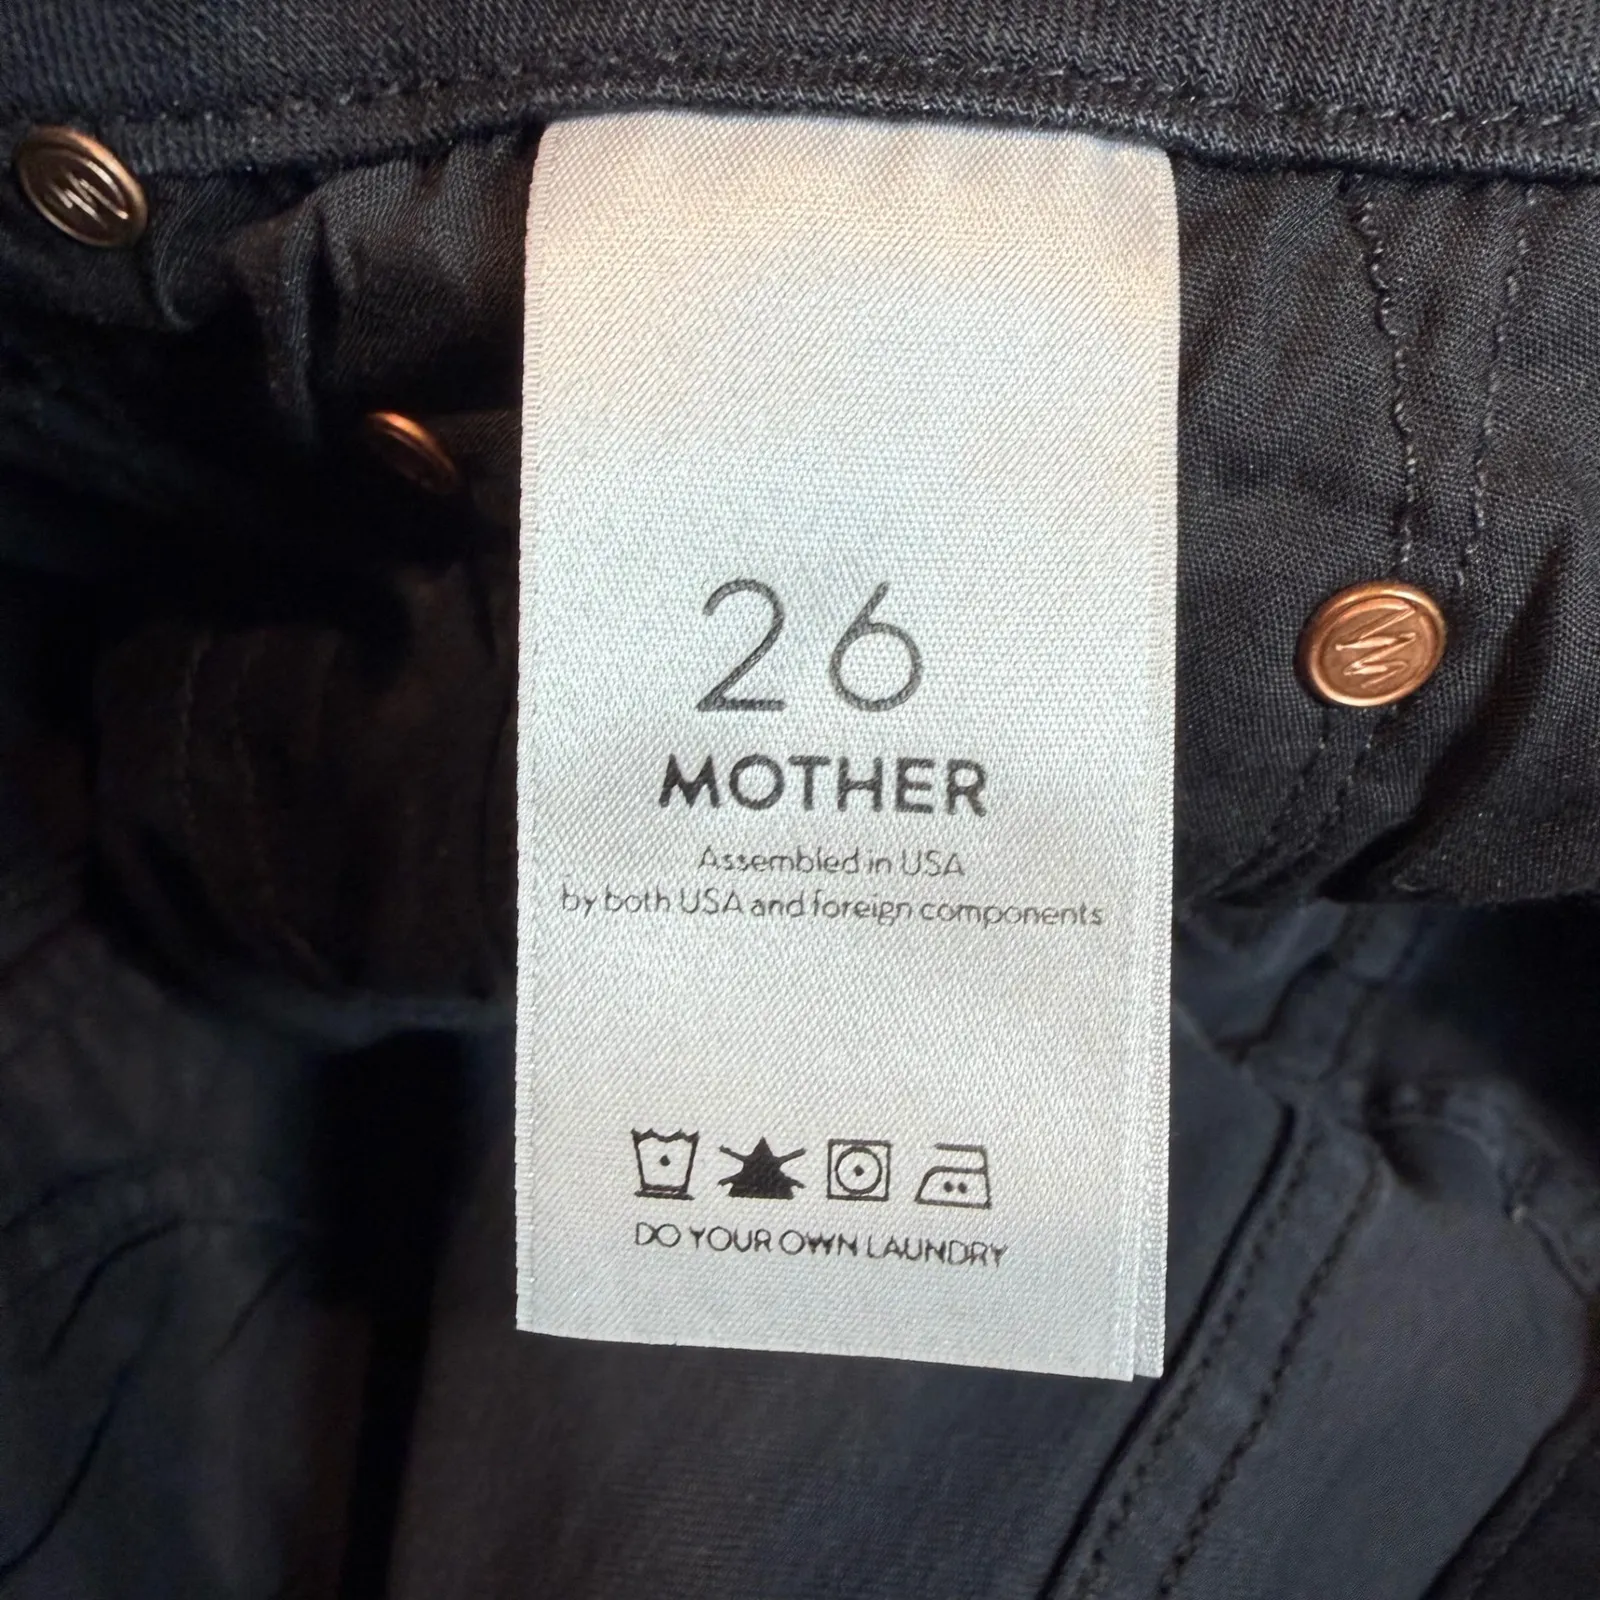 26
MOTHER
Assembled in USA
by both USA and foreign components
DO YOUR OWN LAUNDRY